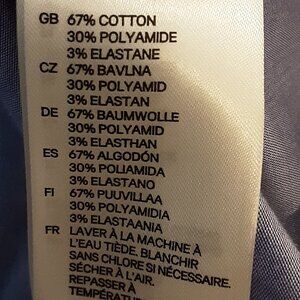 GB 67% COTTON
30% POLYAMIDE
3% ELASTANE
CZ 67% BAVLNA
30% POLYAMID
3% ELASTAN
DE 67% BAUMWOLLE
30% POLYAMID
3% ELASTHAN
ES 67% ALGODÓN
30% POLIAMIDA
3% ELASTANO
FI 67% PUUVILLAA
30% POLYAMIDIA
3% ELASTAANIA
FR LAVER À LA MACHINE À
L'EAU TIÈDE. BLANCHIR
SANS CHLORE SI NÉCESSAIRE.
SÉCHER À L'AIR.
REPASSER À
TEMPÉRATURE